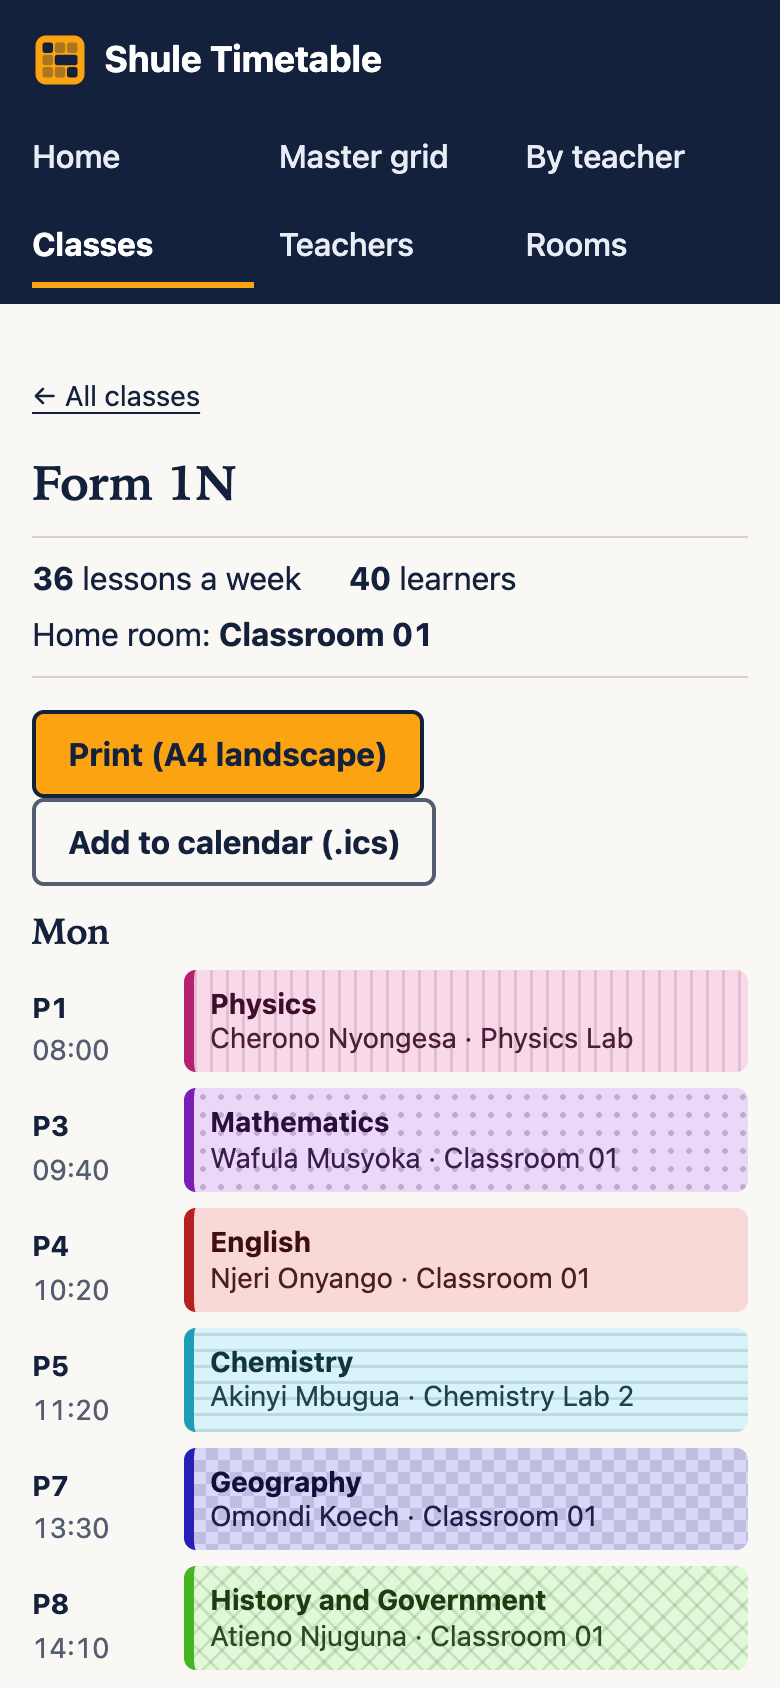 Shule Timetable
Home Master grid By teacher
Classes Teachers Rooms
← All classes
Form 1N
36 lessons a week 40 learners
Home room: Classroom 01
Print (A4 landscape)
Add to calendar (.ics)
Mon
P1
08:00
Physics
Cherono Nyongesa · Physics Lab
P3
09:40
Mathematics
Wafula Musyoka · Classroom 01
P4
10:20
English
Njeri Onyango · Classroom 01
P5
11:20
Chemistry
Akinyi Mbugua · Chemistry Lab 2
P7
13:30
Geography
Omondi Koech · Classroom 01
P8
14:10
History and Government
Atieno Njuguna · Classroom 01